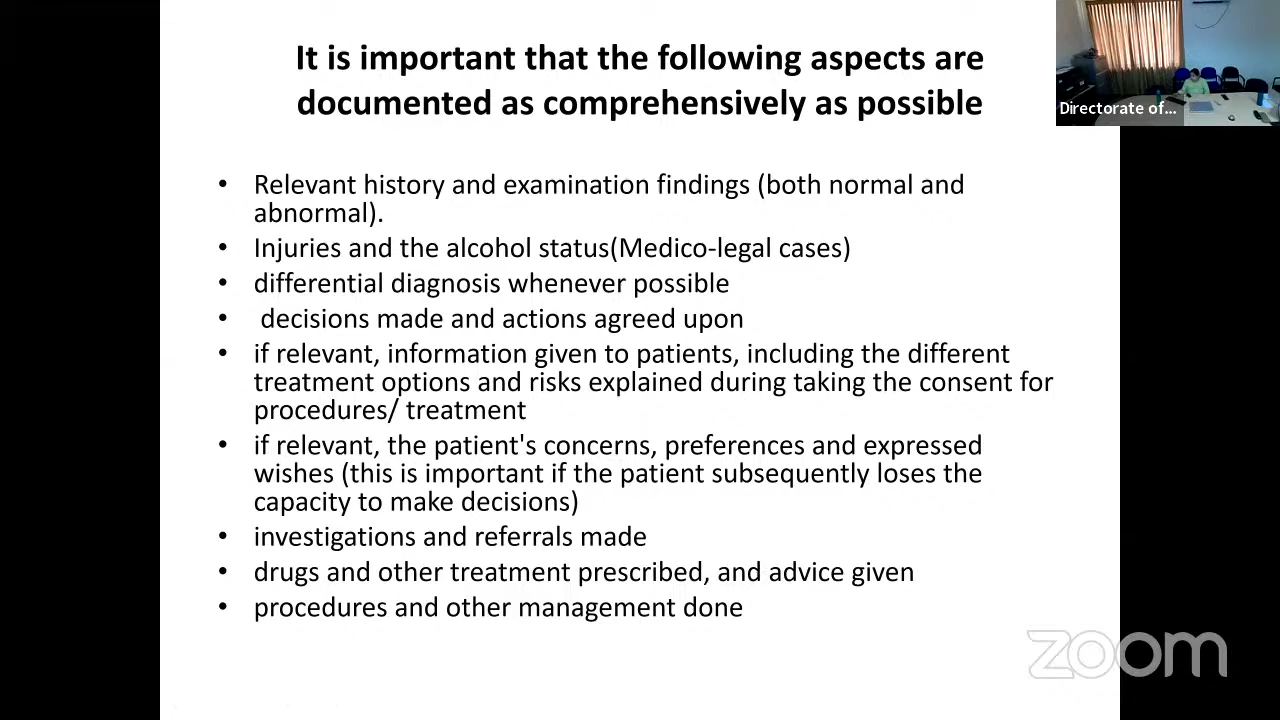 It is important that the following aspects are
documented as comprehensively as possible
Directorate of...
• Relevant history and examination findings (both normal and
abnormal).
• Injuries and the alcohol status(Medico-legal cases)
• differential diagnosis whenever possible
• decisions made and actions agreed upon
• if relevant, information given to patients, including the different
treatment options and risks explained during taking the consent for
procedures/ treatment
• if relevant, the patient's concerns, preferences and expressed
wishes (this is important if the patient subsequently loses the
capacity to make decisions)
• investigations and referrals made
• drugs and other treatment prescribed, and advice given
• procedures and other management done
zoom